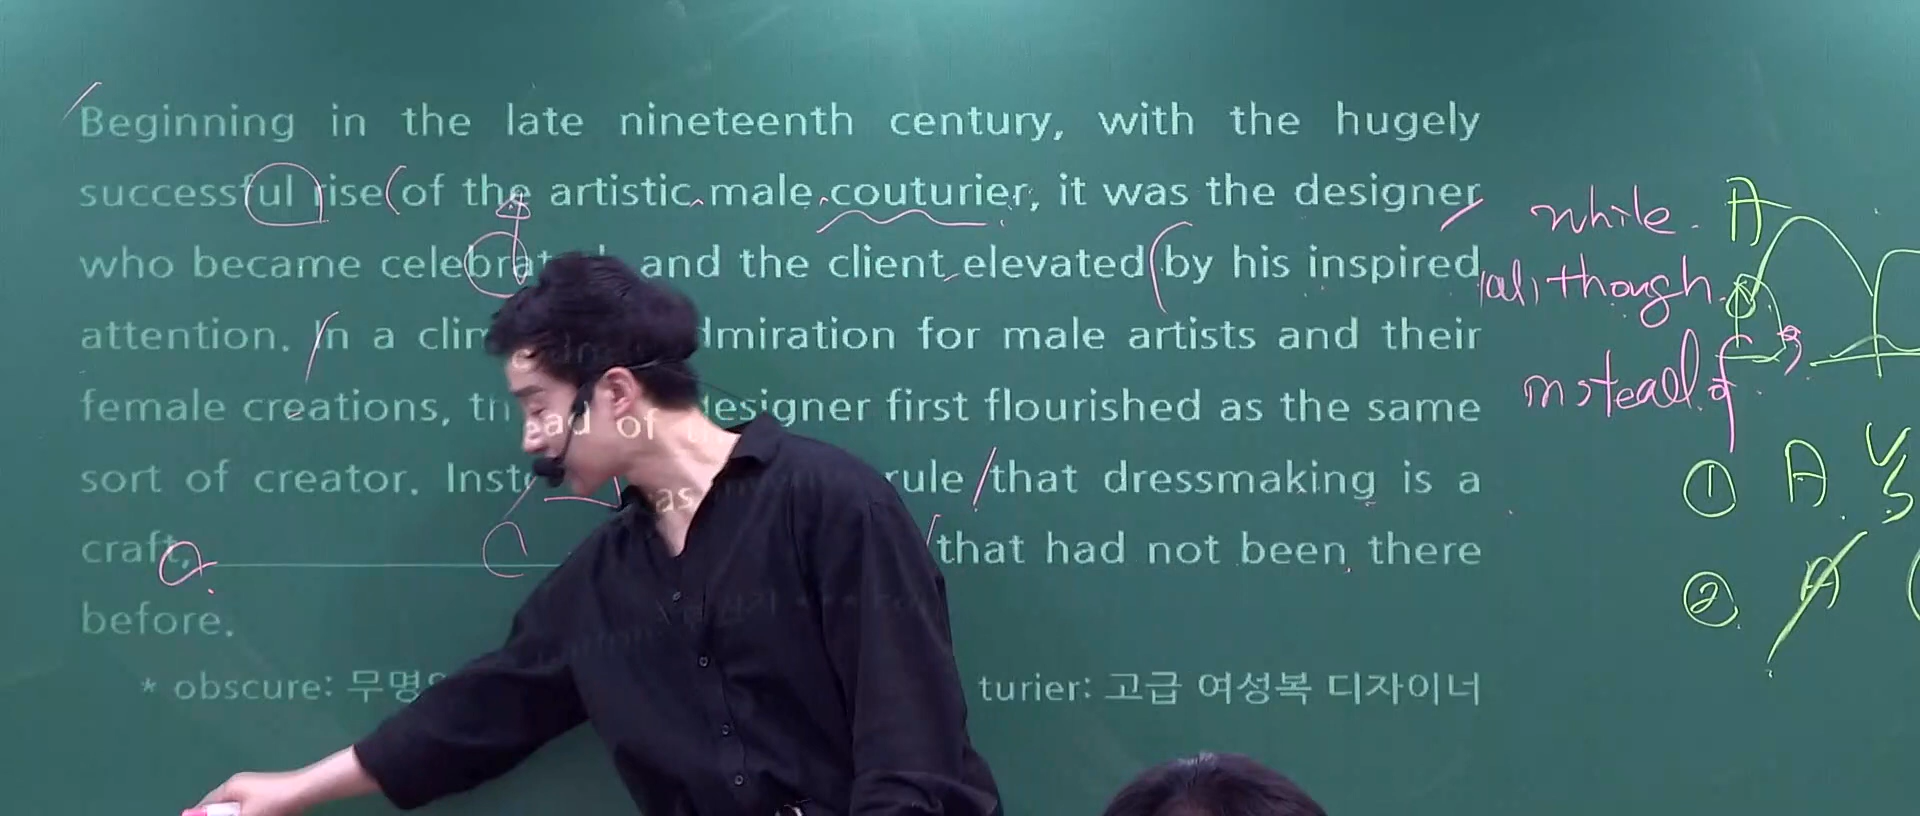 Beginning in the late nineteenth century, with the hugely
successful rise of the artistic male couturier, it was the designer
who became celebrated, and the client elevated by his inspired
attention. In a admiration for male artists and their
female creations, designer first flourished as the same
sort of creator. rule that dressmaking is a
craft, that had not been there
before.
* obscure: turier: 고급 여성복 디자이너
while
(al)though
instead of
① A
② A